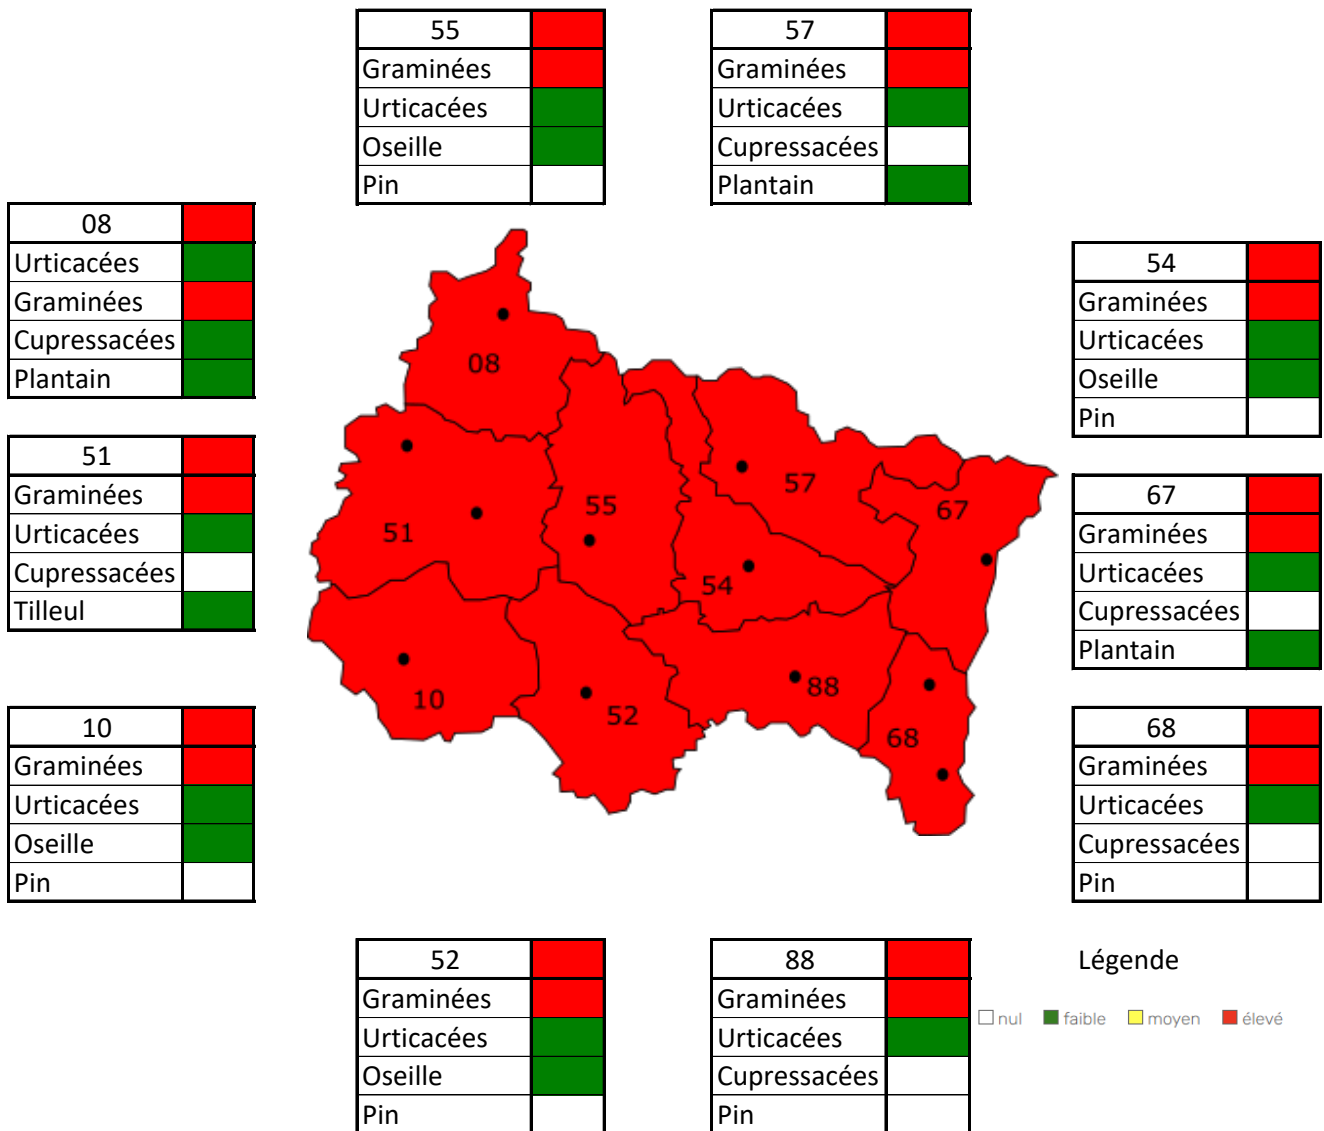 55
Graminées
Urticacées
Oseille
Pin
57
Graminées
Urticacées
Cupressacées
Plantain
08
Urticacées
Graminées
Cupressacées
Plantain
51
Graminées
Urticacées
Cupressacées
Tilleul
10
Graminées
Urticacées
Oseille
Pin
08
51
55
57
67
54
10
52
88
68
54
Graminées
Urticacées
Oseille
Pin
67
Graminées
Urticacées
Cupressacées
Plantain
68
Graminées
Urticacées
Cupressacées
Pin
52
Graminées
Urticacées
Oseille
Pin
88
Graminées
Urticacées
Cupressacées
Pin
Légende
nul faible moyen élevé